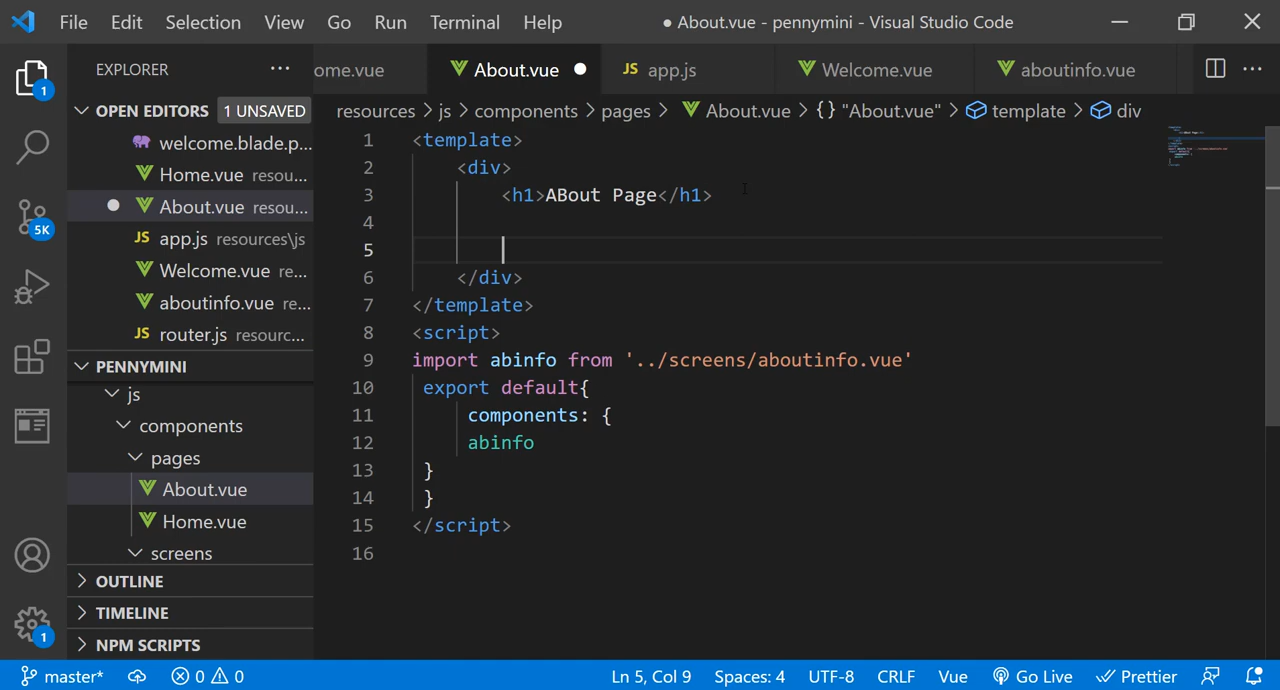 File Edit Selection View Go Run Terminal Help ● About.vue - pennymini - Visual Studio Code
EXPLORER ···
ome.vue About.vue ● JS app.js Welcome.vue aboutinfo.vue ···
OPEN EDITORS 1 UNSAVED
resources > js > components > pages > About.vue > {} "About.vue" > template > div
welcome.blade.p...
Home.vue resou...
About.vue resou...
JS app.js resources\js
Welcome.vue re...
aboutinfo.vue re...
JS router.js resourc...
PENNYMINI
js
components
pages
About.vue
Home.vue
screens
OUTLINE
TIMELINE
NPM SCRIPTS
1
5K
1
1 <template>
2 <div>
3 <h1>ABout Page</h1>
4
5
6 </div>
7 </template>
8 <script>
9 import abinfo from '../screens/aboutinfo.vue'
10 export default{
11 components: {
12 abinfo
13 }
14 }
15 </script>
16
master* 0 0 Ln 5, Col 9 Spaces: 4 UTF-8 CRLF Vue Go Live Prettier